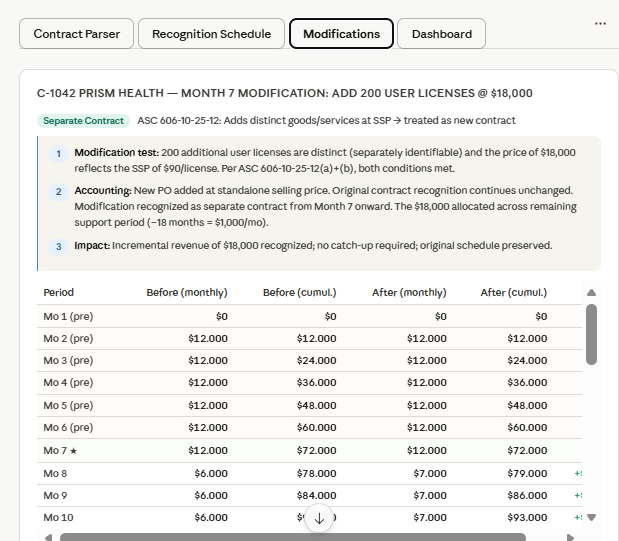 Contract Parser
Recognition Schedule
Modifications
Dashboard
...
C-1042 PRISM HEALTH — MONTH 7 MODIFICATION: ADD 200 USER LICENSES @ $18,000
Separate Contract ASC 606-10-25-12: Adds distinct goods/services at SSP → treated as new contract
1 Modification test: 200 additional user licenses are distinct (separately identifiable) and the price of $18,000
reflects the SSP of $90/license. Per ASC 606-10-25-12(a)+(b), both conditions met.
2 Accounting: New PO added at standalone selling price. Original contract recognition continues unchanged.
Modification recognized as separate contract from Month 7 onward. The $18,000 allocated across remaining
support period (~18 months = $1,000/mo).
3 Impact: Incremental revenue of $18,000 recognized; no catch-up required; original schedule preserved.
Period Before (monthly) Before (cumul.) After (monthly) After (cumul.)
Mo 1 (pre) $0 $0 $0 $0
Mo 2 (pre) $12.000 $12.000 $12.000 $12.000
Mo 3 (pre) $12.000 $24.000 $12.000 $24.000
Mo 4 (pre) $12.000 $36.000 $12.000 $36.000
Mo 5 (pre) $12.000 $48.000 $12.000 $48.000
Mo 6 (pre) $12.000 $60.000 $12.000 $60.000
Mo 7 ★ $12.000 $72.000 $12.000 $72.000
Mo 8 $6.000 $78.000 $7.000 $79.000
Mo 9 $6.000 $84.000 $7.000 $86.000
Mo 10 $6.000 $7.000 $93.000